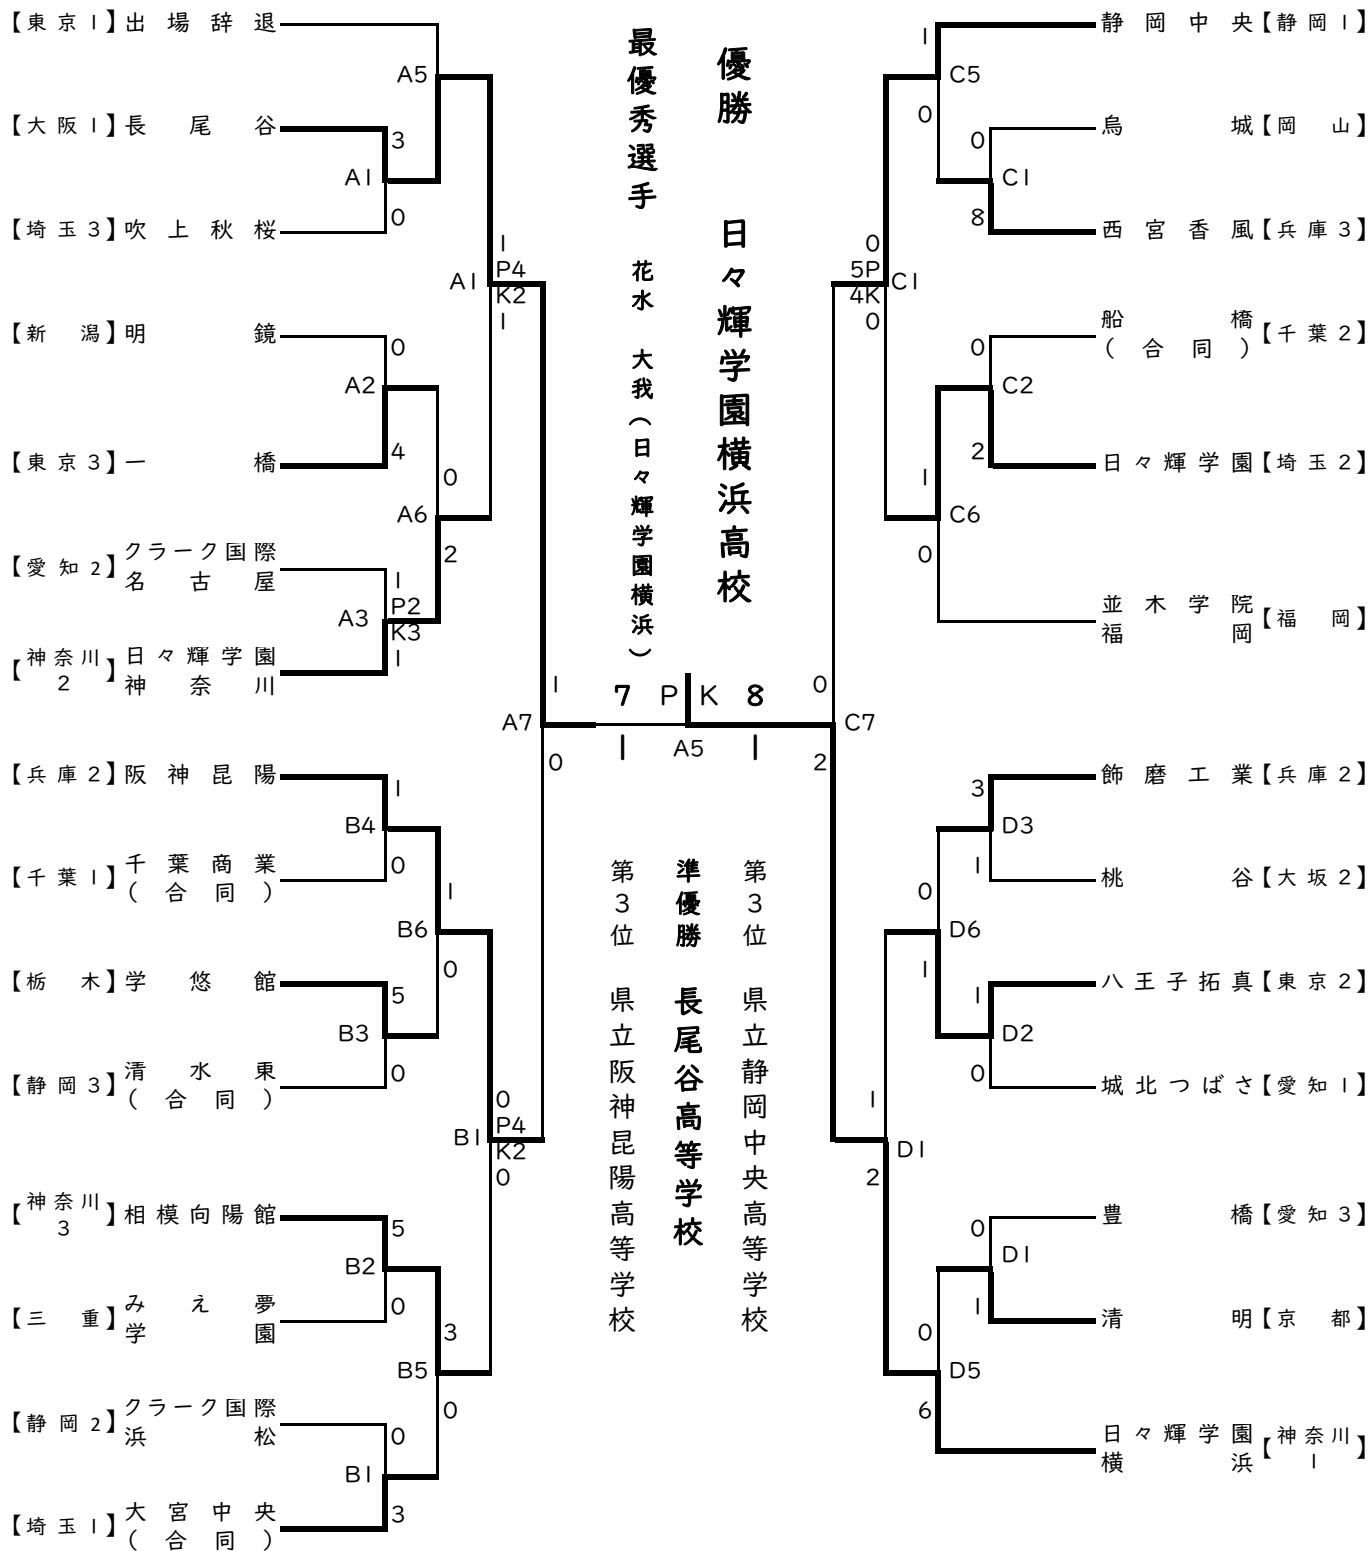 【東京1】出場辞退
A5
【大阪1】長尾谷
3
A1
0
【埼玉3】吹上秋桜
1
P4
A1
K2
1
【新潟】明鏡
0
A2
4
【東京3】一橋
0
A6
2
【愛知2】クラーク国際
名古屋
1
P2
A3
K3
1
【神奈川2】日々輝学園
神奈川
1
A7
0
【兵庫2】阪神昆陽
1
B4
0
【千葉1】千葉商業
(合同)
1
B6
0
【栃木】学悠館
5
B3
0
【静岡3】清水東
(合同)
0
P4
B1
K2
0
【神奈川3】相模向陽館
5
B2
0
【三重】みえ夢
学園
3
B5
0
【静岡2】クラーク国際
浜松
0
B1
3
【埼玉1】大宮中央
(合同)
優勝 日々輝学園横浜高校
最優秀選手 花水 大我(日々輝学園横浜)
7 PK 8
1 A5 1
第3位 県立静岡中央高等学校
準優勝 長尾谷高等学校
第3位 県立阪神昆陽高等学校
静岡中央【静岡1】
1
C5
0
烏城【岡山】
0
C1
8
西宮香風【兵庫3】
0
5P
C1
4K
0
船橋
(合同)【千葉2】
0
C2
2
日々輝学園【埼玉2】
1
C6
0
並木学院
福岡【福岡】
0
C7
2
飾磨工業【兵庫2】
3
D3
1
桃谷【大坂2】
0
D6
1
八王子拓真【東京2】
1
D2
0
城北つばさ【愛知1】
1
D1
2
豊橋【愛知3】
0
D1
1
清明【京都】
0
D5
6
日々輝学園
横浜【神奈川1】